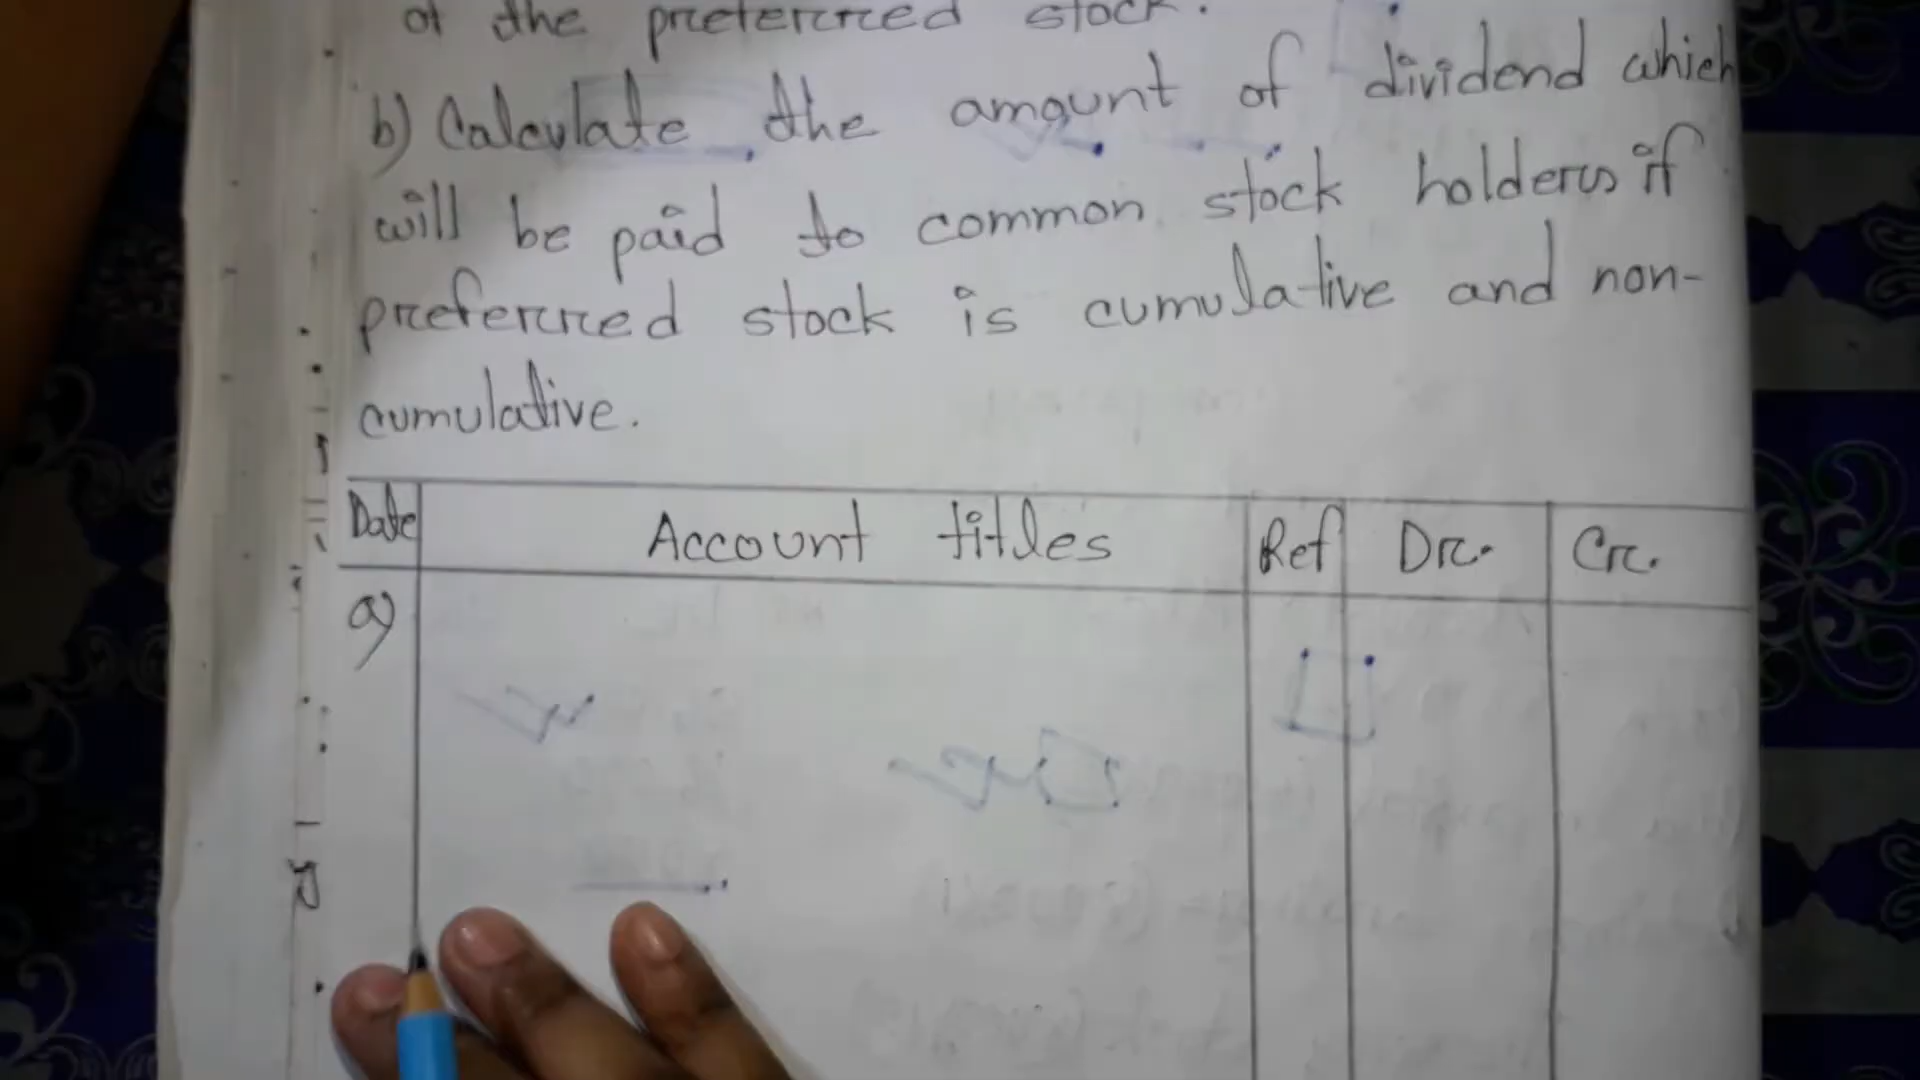 of the preferred stock.
b) Calculate the amount of dividend which
will be paid to common stock holders if
preferred stock is cumulative and non-
cumulative.
Date Account titles Ref Dr. Cr.
a)